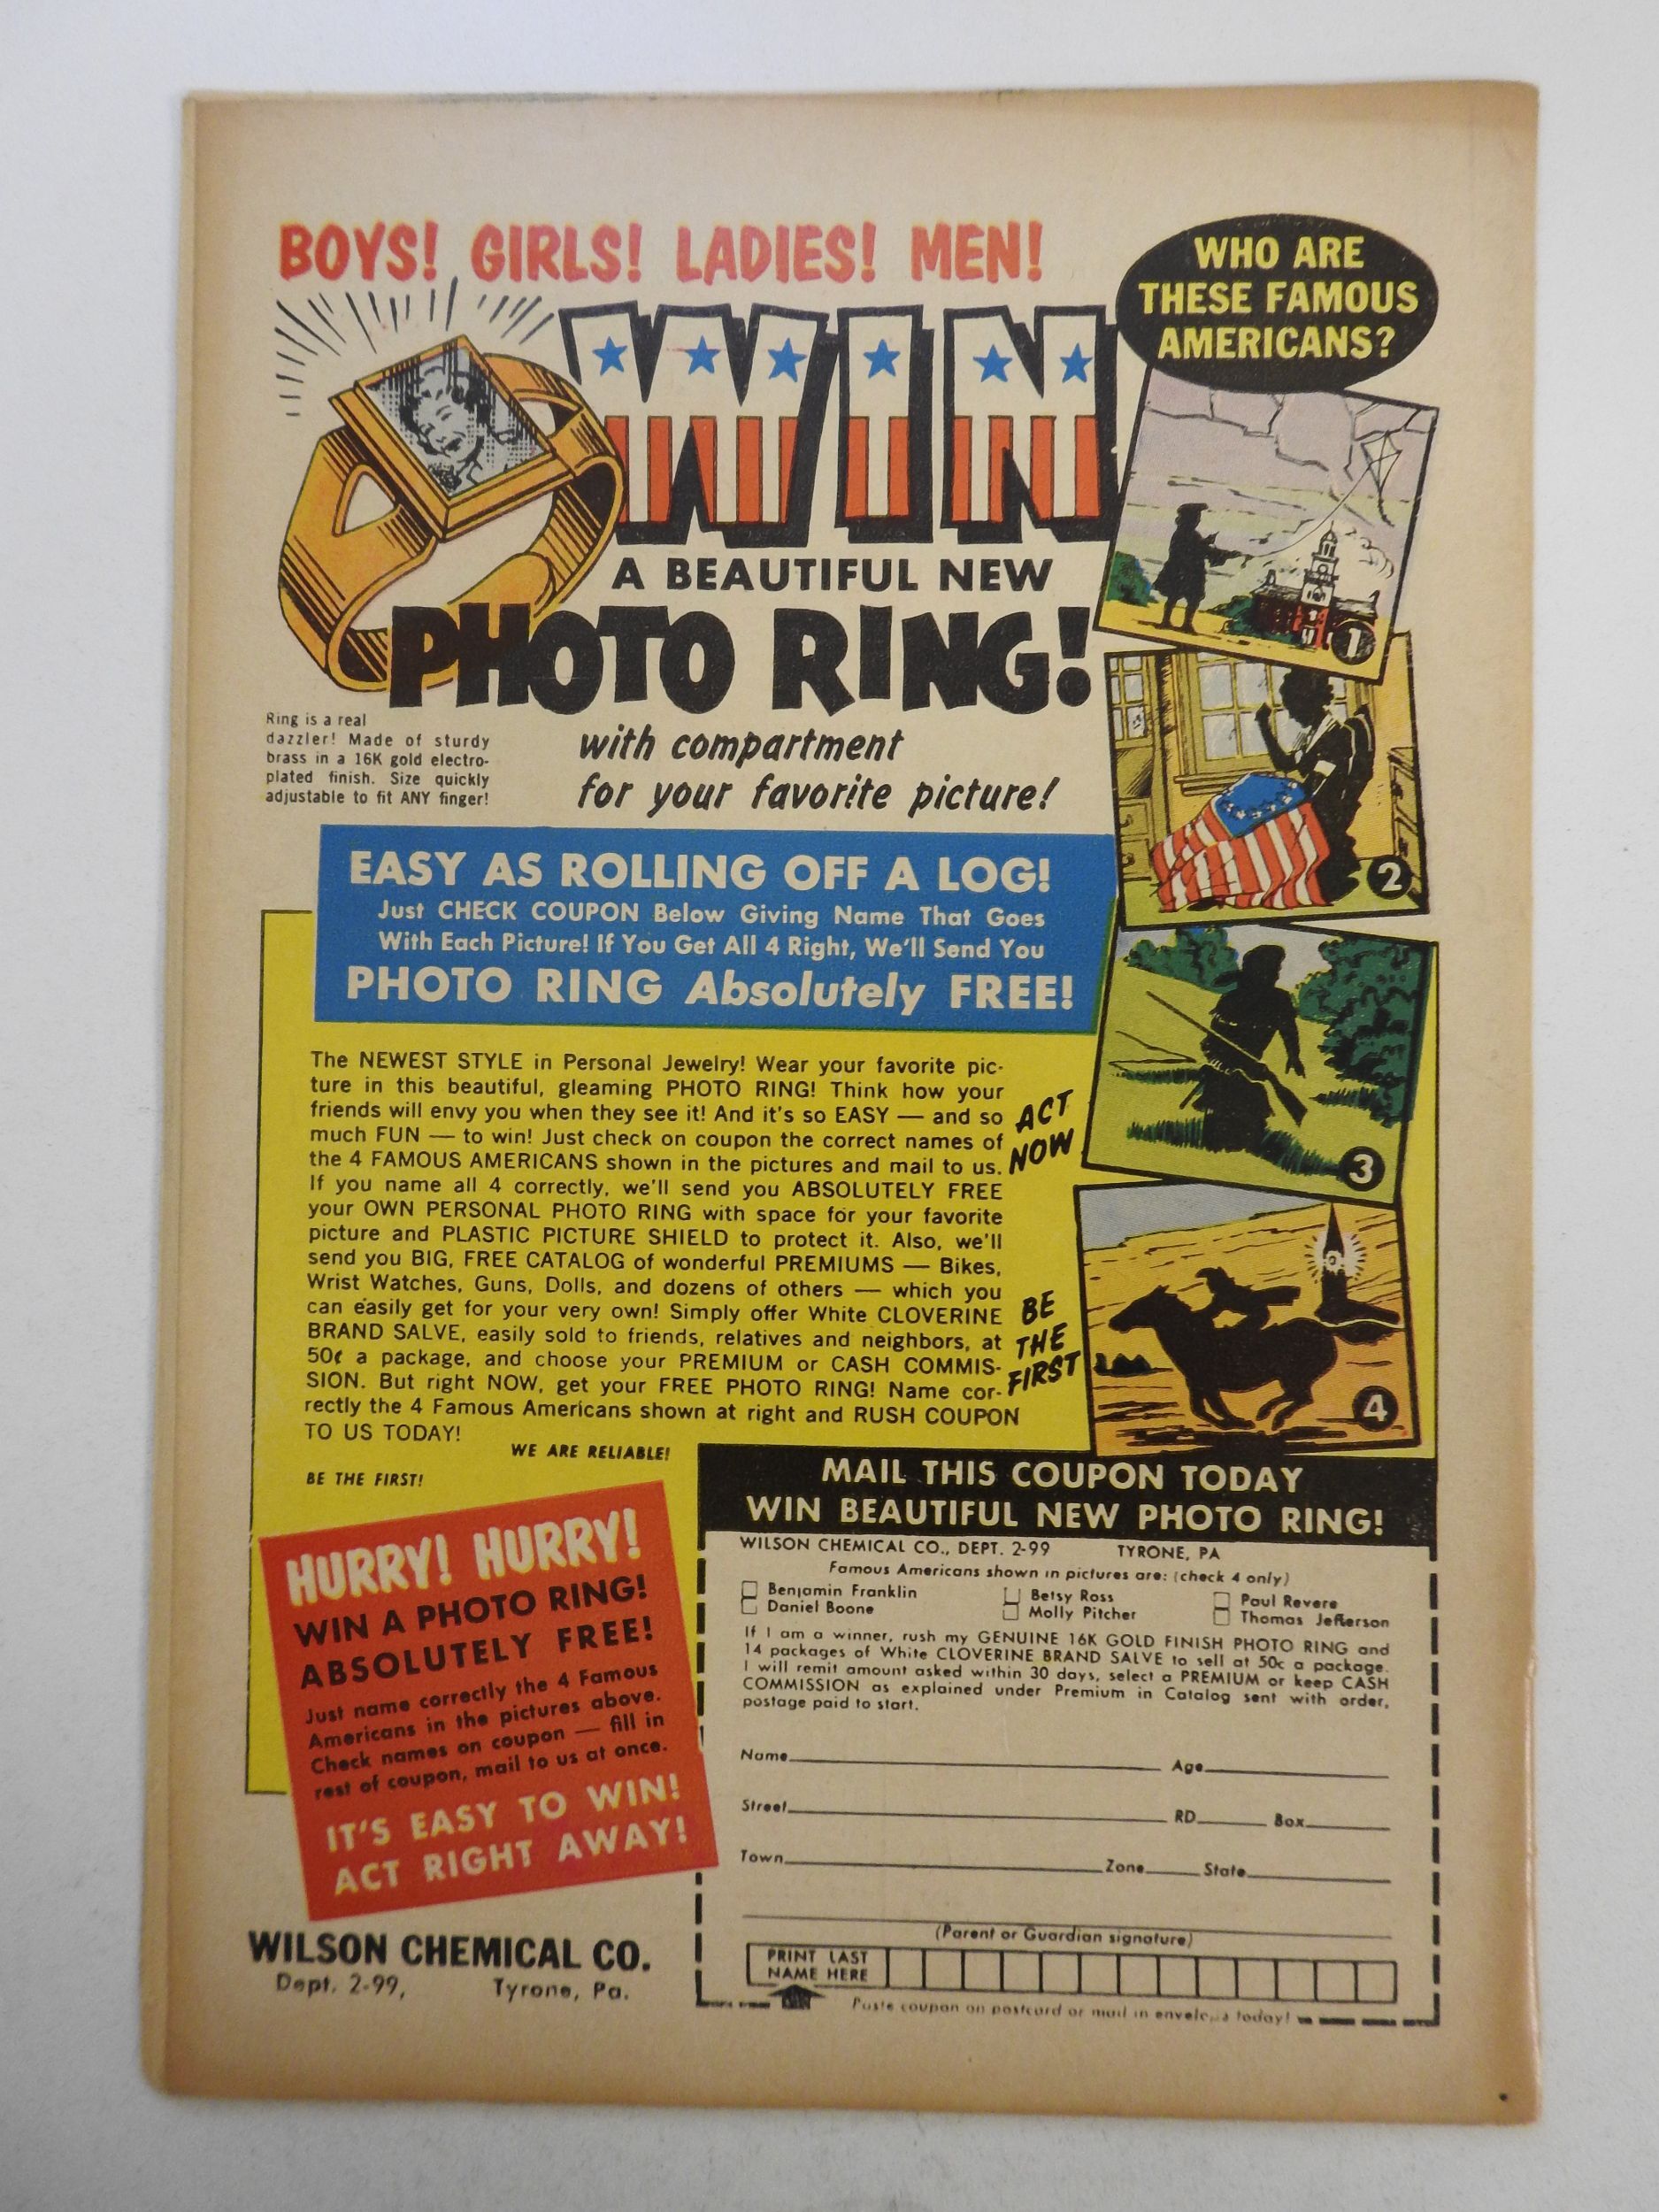 BOYS! GIRLS! LADIES! MEN!
WIN
A BEAUTIFUL NEW
PHOTO RING!
with compartment
for your favorite picture!
Ring is a real
dazzler! Made of sturdy
brass in a 16K gold electro-
plated finish. Size quickly
adjustable to fit ANY finger!
WHO ARE
THESE FAMOUS
AMERICANS?
1
2
3
4
EASY AS ROLLING OFF A LOG!
Just CHECK COUPON Below Giving Name That Goes
With Each Picture! If You Get All 4 Right, We'll Send You
PHOTO RING Absolutely FREE!
The NEWEST STYLE in Personal Jewelry! Wear your favorite pic-
ture in this beautiful, gleaming PHOTO RING! Think how your
friends will envy you when they see it! And it's so EASY — and so
much FUN — to win! Just check on coupon the correct names of
the 4 FAMOUS AMERICANS shown in the pictures and mail to us.
If you name all 4 correctly, we'll send you ABSOLUTELY FREE
your OWN PERSONAL PHOTO RING with space for your favorite
picture and PLASTIC PICTURE SHIELD to protect it. Also, we'll
send you BIG, FREE CATALOG of wonderful PREMIUMS — Bikes,
Wrist Watches, Guns, Dolls, and dozens of others — which you
can easily get for your very own! Simply offer White CLOVERINE
BRAND SALVE, easily sold to friends, relatives and neighbors, at
50¢ a package, and choose your PREMIUM or CASH COMMIS-
SION. But right NOW, get your FREE PHOTO RING! Name cor-
rectly the 4 Famous Americans shown at right and RUSH COUPON
TO US TODAY!
WE ARE RELIABLE!
BE THE FIRST!
ACT
NOW
BE
THE
FIRST
HURRY! HURRY!
WIN A PHOTO RING!
ABSOLUTELY FREE!
Just name correctly the 4 Famous
Americans in the pictures above.
Check names on coupon — fill in
rest of coupon, mail to us at once.
IT'S EASY TO WIN!
ACT RIGHT AWAY!
WILSON CHEMICAL CO.
Dept. 2-99, Tyrone, Pa.
MAIL THIS COUPON TODAY
WIN BEAUTIFUL NEW PHOTO RING!
WILSON CHEMICAL CO., DEPT. 2-99 TYRONE, PA
Famous Americans shown in pictures are: (check 4 only)
Benjamin Franklin Betsy Ross Paul Revere
Daniel Boone Molly Pitcher Thomas Jefferson
If I am a winner, rush my GENUINE 16K GOLD FINISH PHOTO RING and
14 packages of White CLOVERINE BRAND SALVE to sell at 50c a package.
I will remit amount asked within 30 days, select a PREMIUM or keep CASH
COMMISSION as explained under Premium in Catalog sent with order,
postage paid to start.
Name Age
Street RD Box
Town Zone State
(Parent or Guardian signature)
PRINT LAST
NAME HERE
Paste coupon on postcard or mail in envelope today!